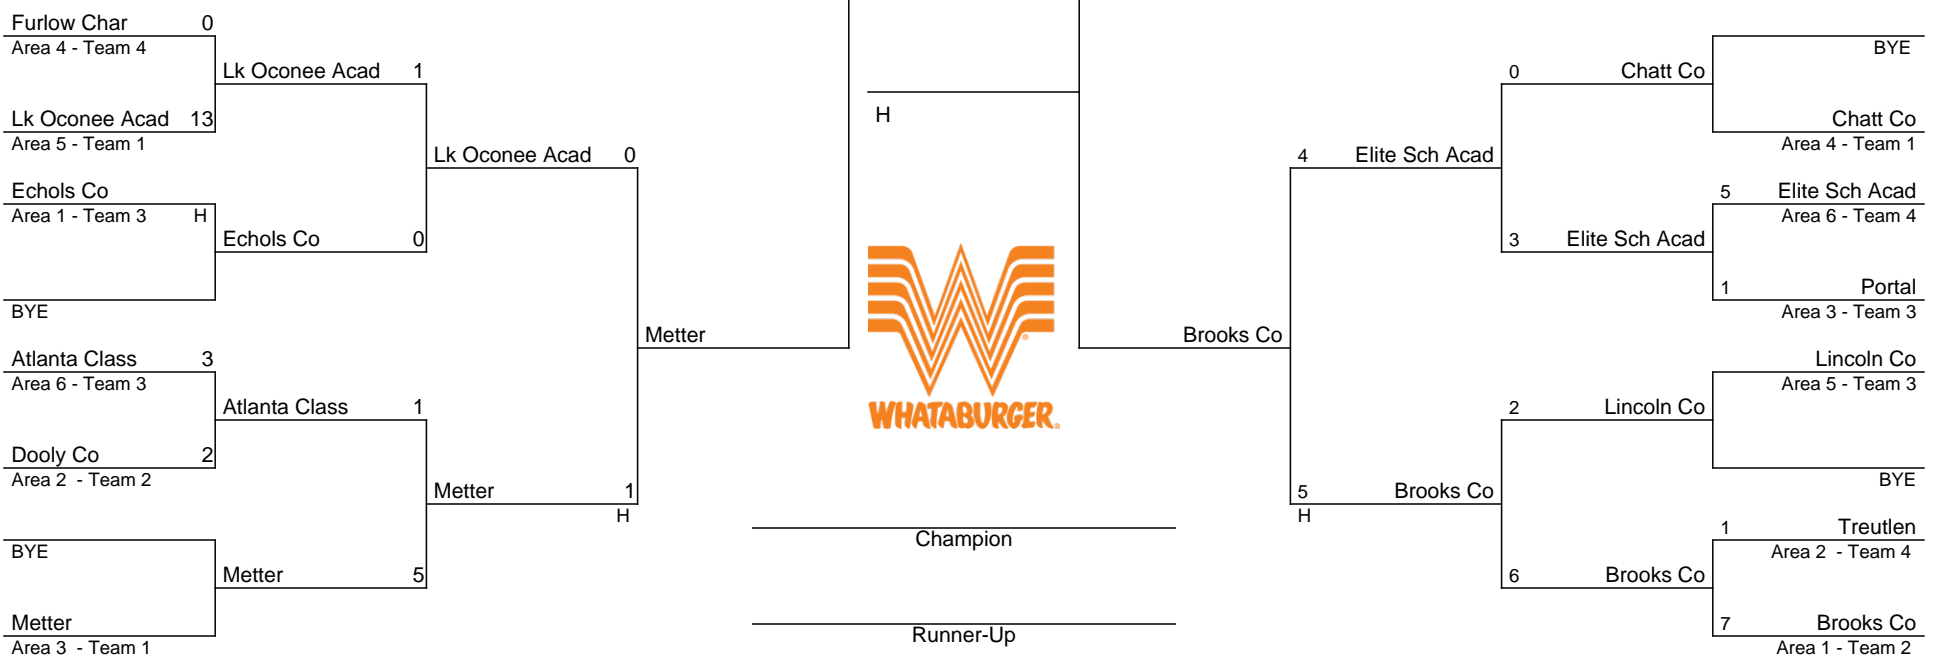 Furlow Char 0
Area 4 - Team 4
Lk Oconee Acad 1
Lk Oconee Acad 13
Area 5 - Team 1
Lk Oconee Acad 0
Echols Co
Area 1 - Team 3 H
Echols Co 0
BYE
Metter
Atlanta Class 3
Area 6 - Team 3
Atlanta Class 1
Dooly Co 2
Area 2 - Team 2
Metter 1
H
BYE
Metter 5
Metter
Area 3 - Team 1
H
WHATABURGER
Champion
Runner-Up
BYE
0 Chatt Co
Chatt Co
Area 4 - Team 1
4 Elite Sch Acad
5 Elite Sch Acad
Area 6 - Team 4
3 Elite Sch Acad
1 Portal
Area 3 - Team 3
Brooks Co
Lincoln Co
Area 5 - Team 3
2 Lincoln Co
BYE
5 Brooks Co
H
1 Treutlen
Area 2 - Team 4
6 Brooks Co
7 Brooks Co
Area 1 - Team 2